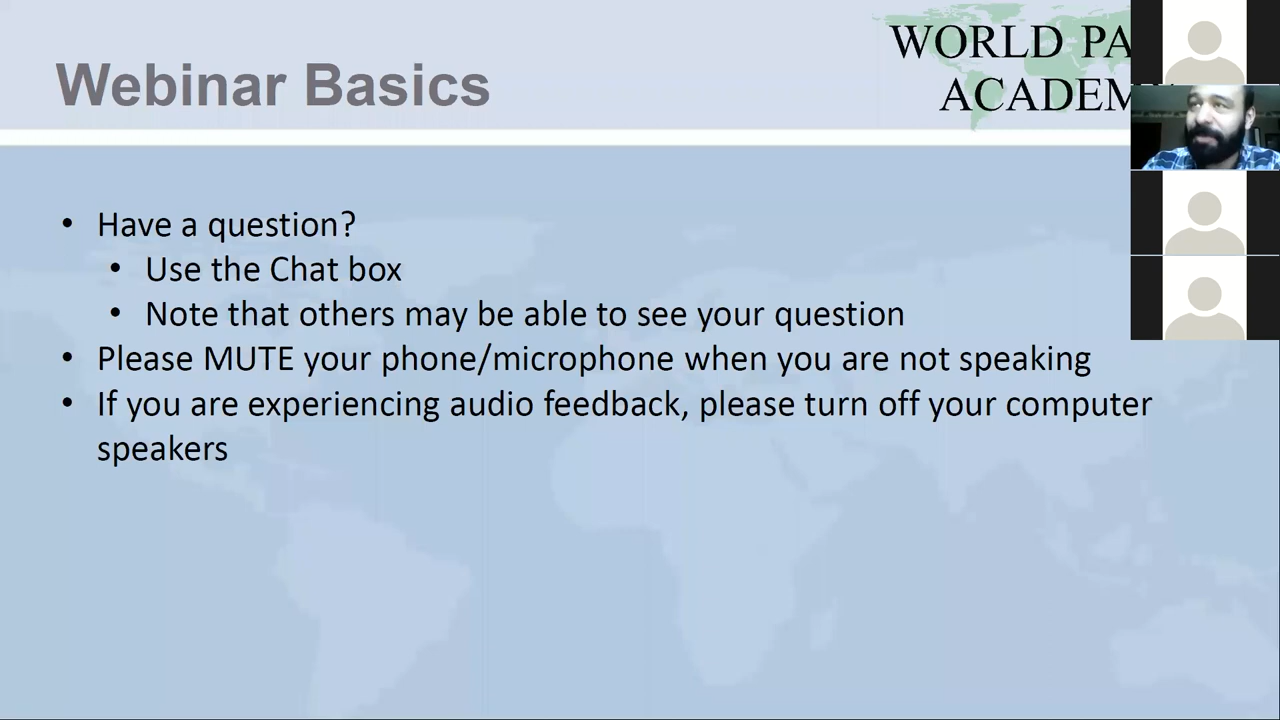 Webinar Basics
WORLD
ACADEM
• Have a question?
• Use the Chat box
• Note that others may be able to see your question
• Please MUTE your phone/microphone when you are not speaking
• If you are experiencing audio feedback, please turn off your computer
speakers